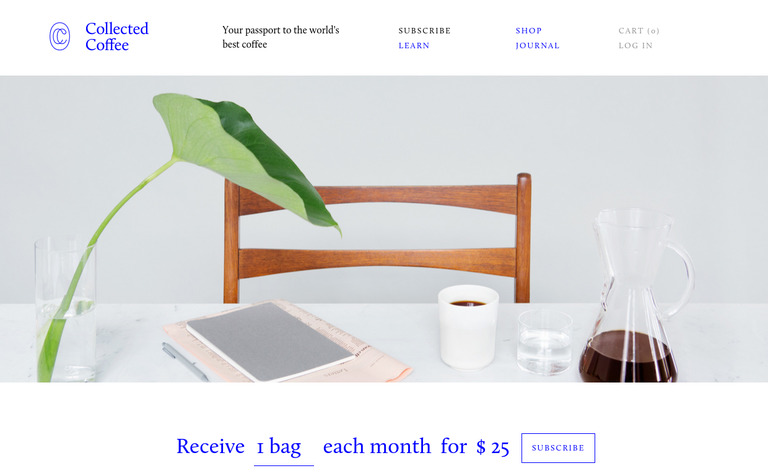 Collected
Coffee
Your passport to the world's
best coffee
SUBSCRIBE
LEARN
SHOP
JOURNAL
CART (0)
LOG IN
Receive 1 bag each month for $ 25 SUBSCRIBE